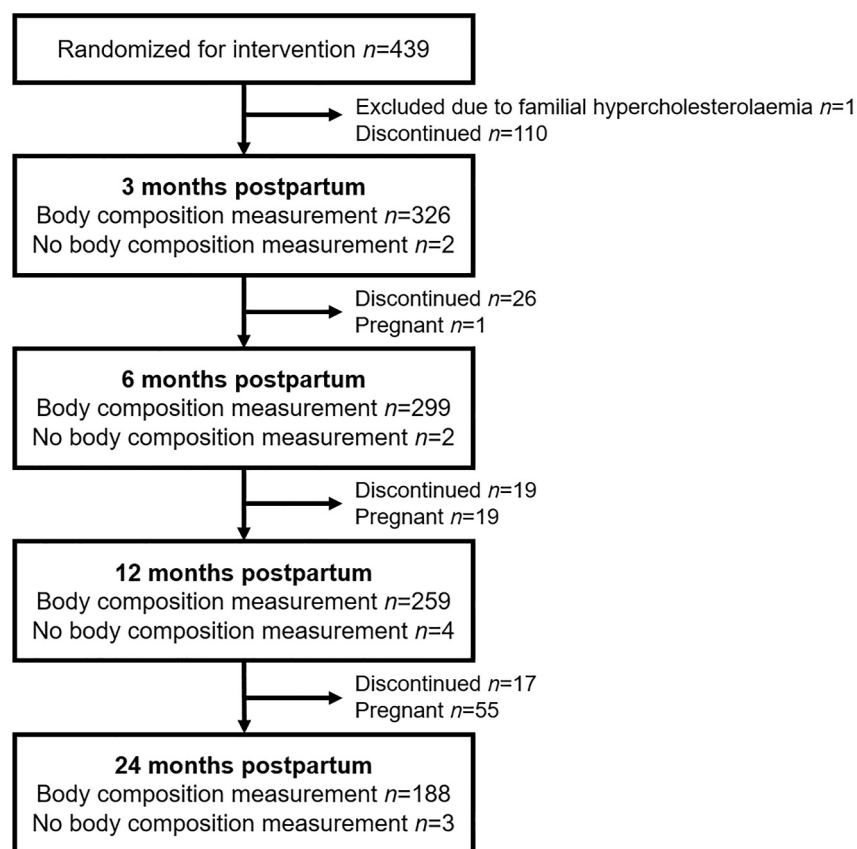 Randomized for intervention n=439
Excluded due to familial hypercholesterolaemia n=1
Discontinued n=110
3 months postpartum
Body composition measurement n=326
No body composition measurement n=2
Discontinued n=26
Pregnant n=1
6 months postpartum
Body composition measurement n=299
No body composition measurement n=2
Discontinued n=19
Pregnant n=19
12 months postpartum
Body composition measurement n=259
No body composition measurement n=4
Discontinued n=17
Pregnant n=55
24 months postpartum
Body composition measurement n=188
No body composition measurement n=3